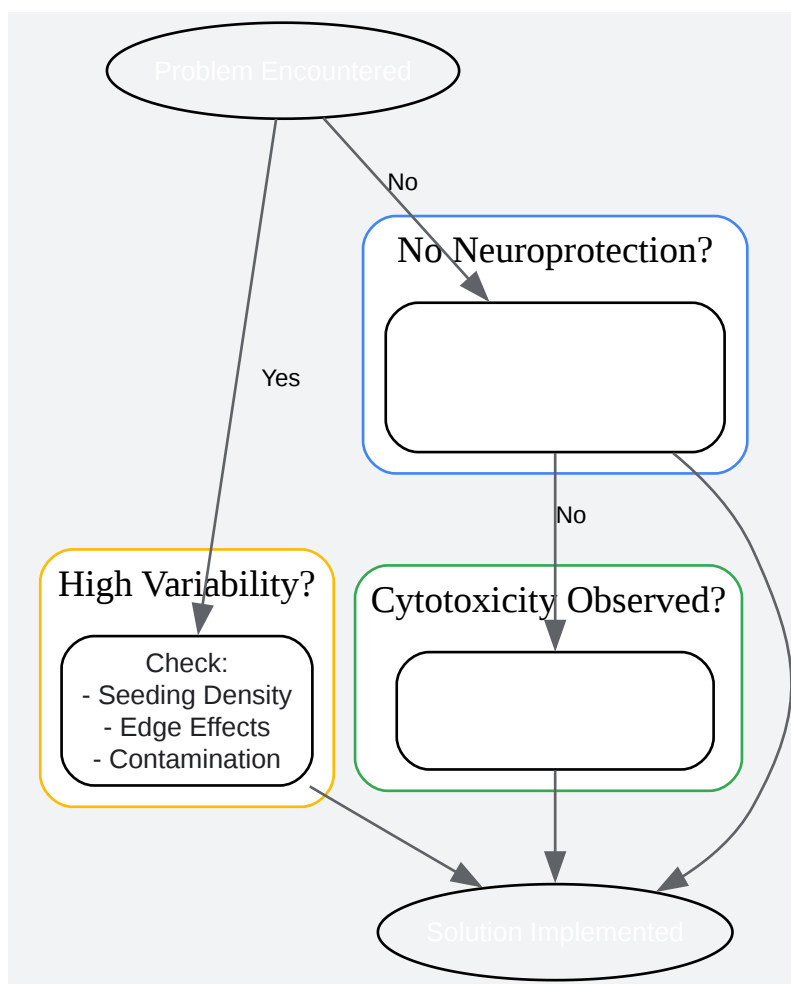 Problem Encountered
No
No Neuroprotection?
Yes
No
High Variability?
Cytotoxicity Observed?
Check:
- Seeding Density
- Edge Effects
- Contamination
Solution Implemented